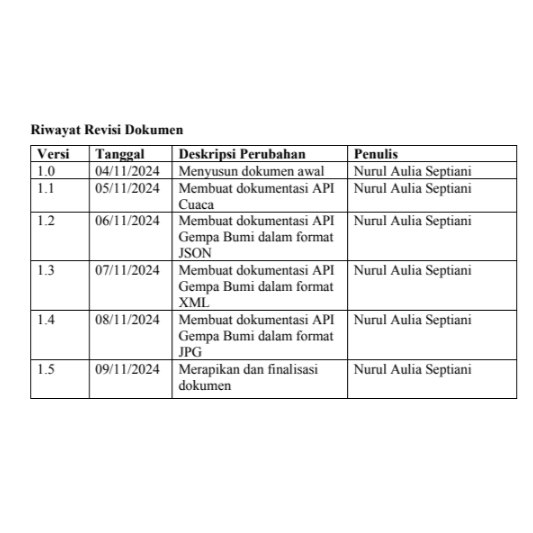 Riwayat Revisi Dokumen
Versi Tanggal Deskripsi Perubahan Penulis
1.0 04/11/2024 Menyusun dokumen awal Nurul Aulia Septiani
1.1 05/11/2024 Membuat dokumentasi API Nurul Aulia Septiani
Cuaca
1.2 06/11/2024 Membuat dokumentasi API Nurul Aulia Septiani
Gempa Bumi dalam format
JSON
1.3 07/11/2024 Membuat dokumentasi API Nurul Aulia Septiani
Gempa Bumi dalam format
XML
1.4 08/11/2024 Membuat dokumentasi API Nurul Aulia Septiani
Gempa Bumi dalam format
JPG
1.5 09/11/2024 Merapikan dan finalisasi Nurul Aulia Septiani
dokumen